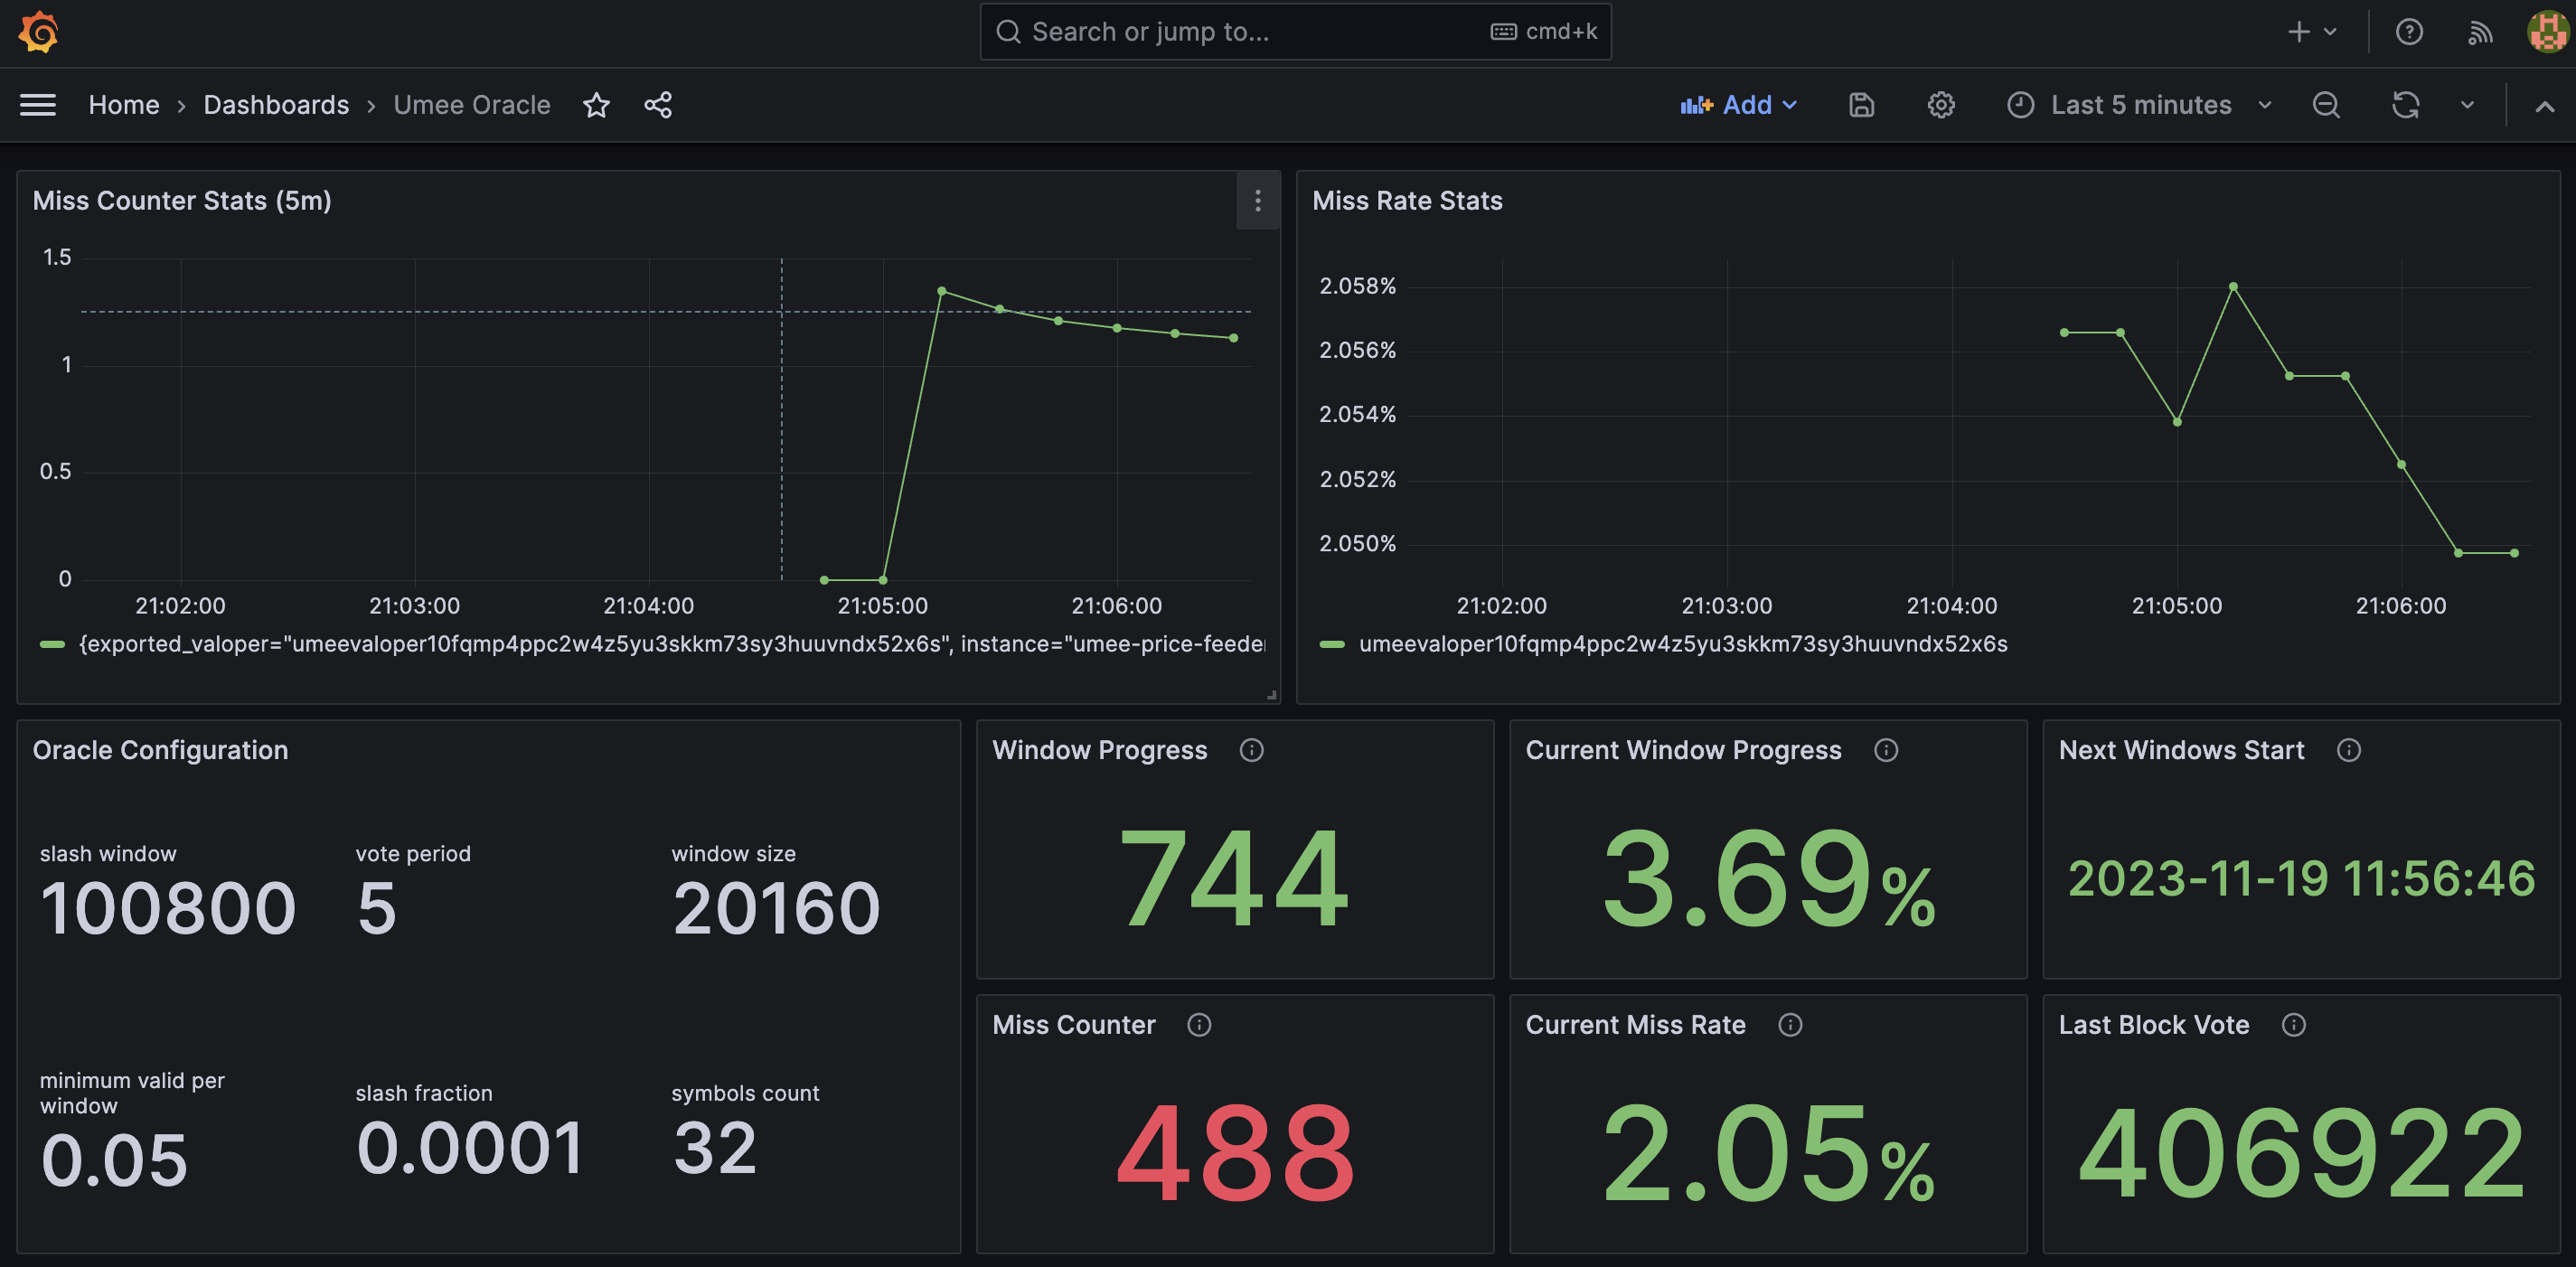 Search or jump to... cmd+k
Home › Dashboards › Umee Oracle
Add
Last 5 minutes
Miss Counter Stats (5m)
1.5
1
0.5
0
21:02:00 21:03:00 21:04:00 21:05:00 21:06:00
{exported_valoper="umeevaloper10fqmp4ppc2w4z5yu3skkm73sy3huuvndx52x6s", instance="umee-price-feeder
Miss Rate Stats
2.058%
2.056%
2.054%
2.052%
2.050%
21:02:00 21:03:00 21:04:00 21:05:00 21:06:00
umeevaloper10fqmp4ppc2w4z5yu3skkm73sy3huuvndx52x6s
Oracle Configuration
slash window
100800
vote period
5
window size
20160
minimum valid per
window
0.05
slash fraction
0.0001
symbols count
32
Window Progress
744
Current Window Progress
3.69%
Next Windows Start
2023-11-19 11:56:46
Miss Counter
488
Current Miss Rate
2.05%
Last Block Vote
406922